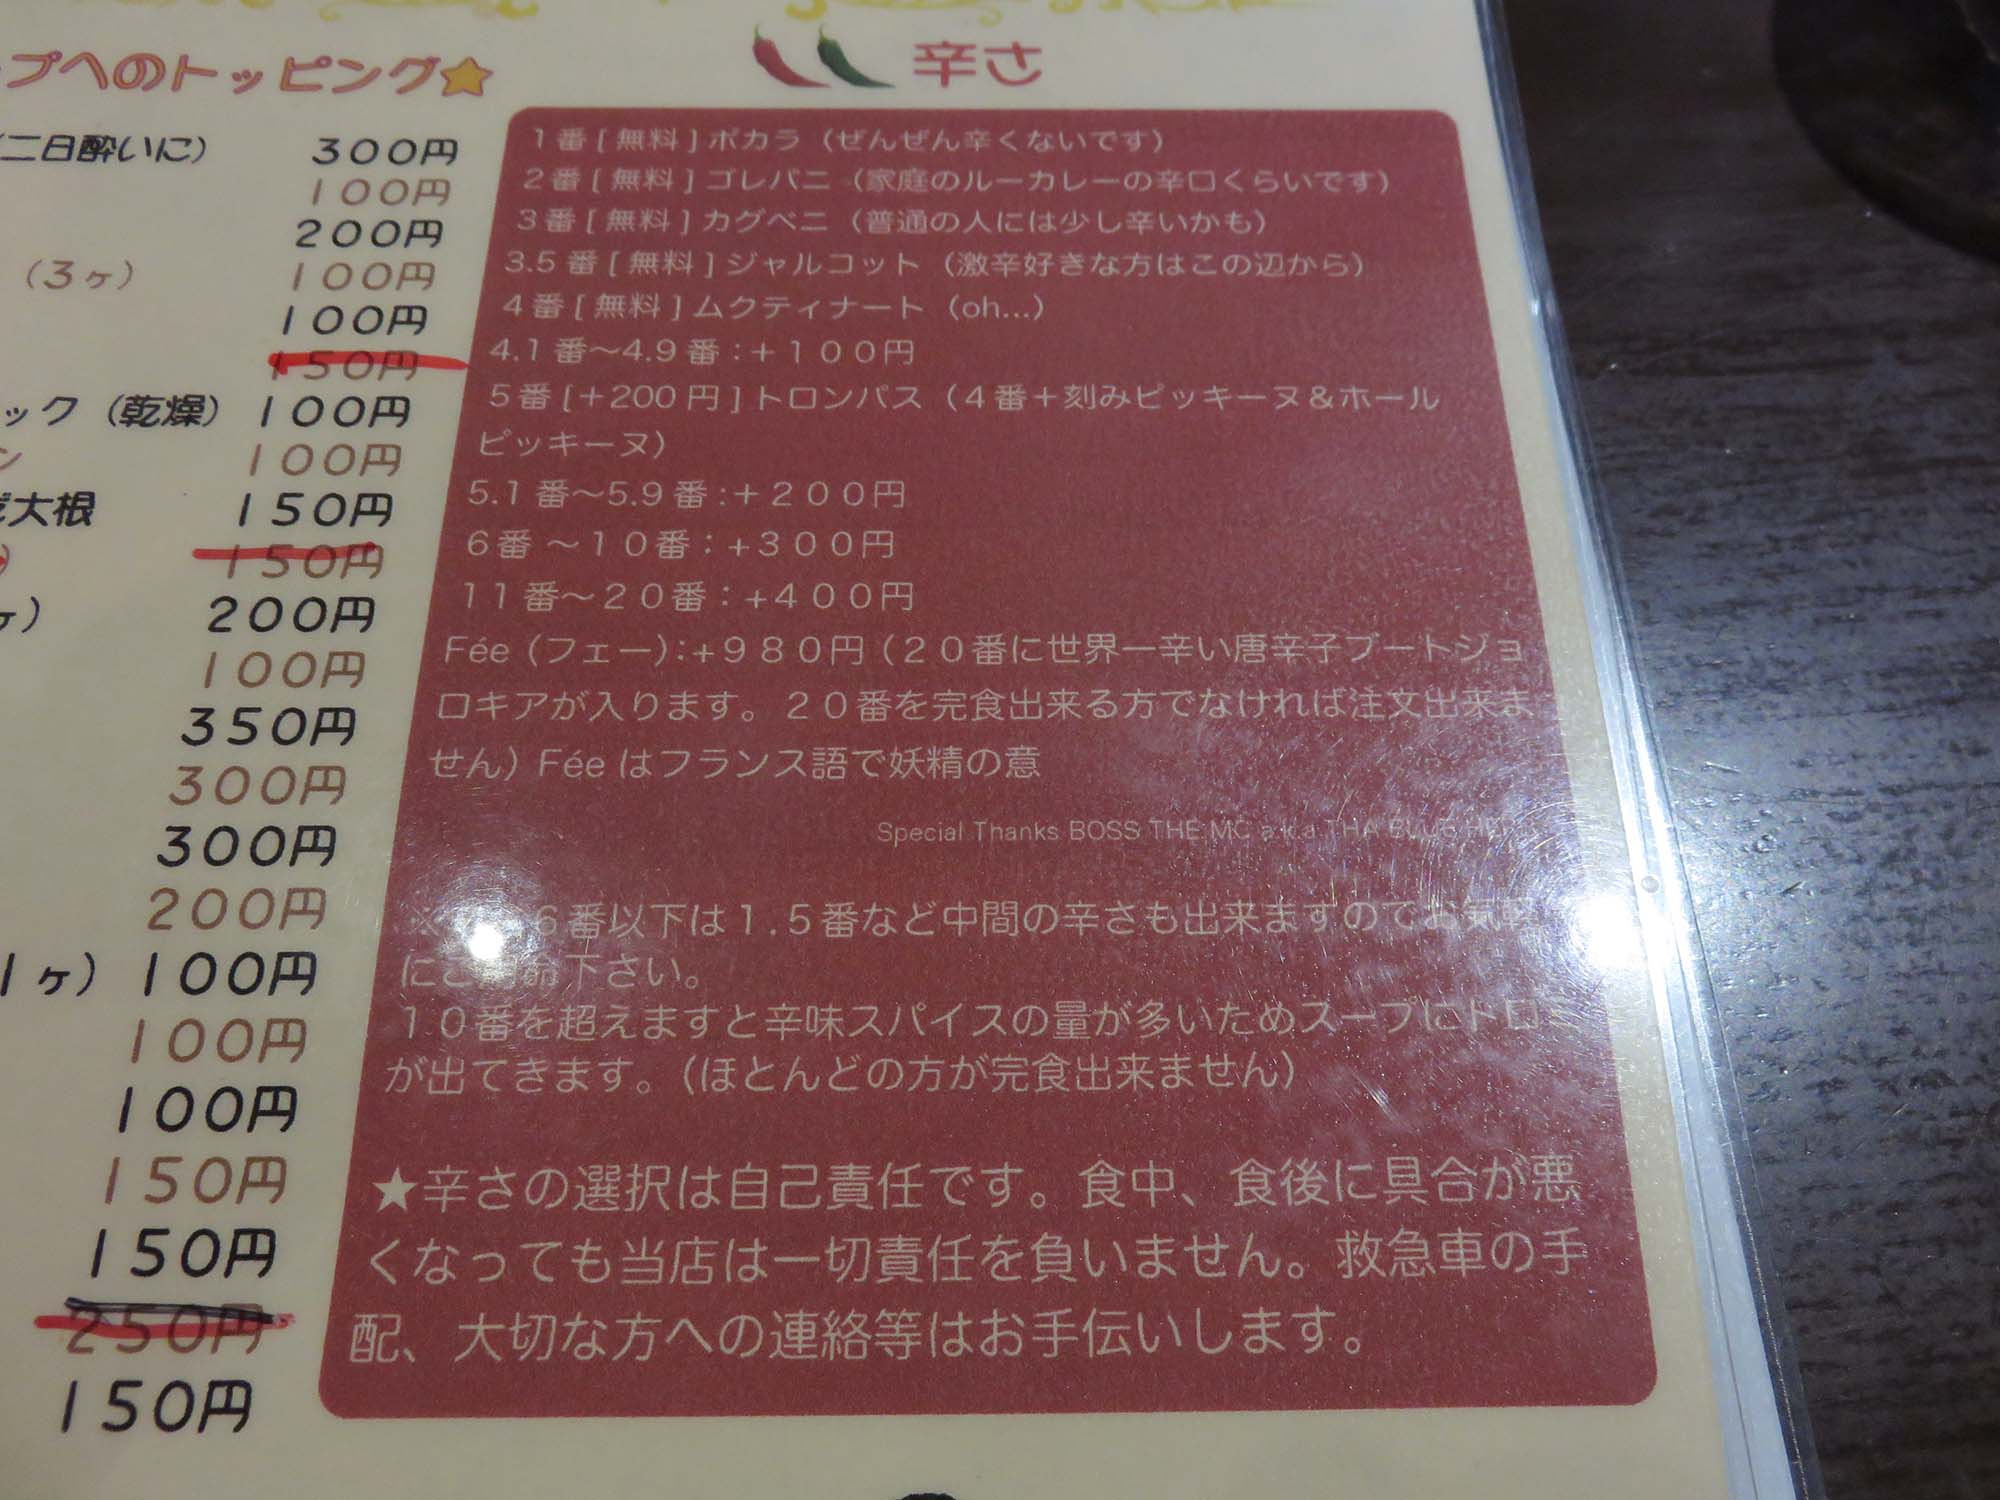 プへのトッピング
辛さ
二日酔いに) 300円
100円
200円
(3ヶ) 100円
100円
150円
ック (乾燥) 100円
ン 100円
大根 150円
150円
ヶ) 200円
100円
350円
300円
300円
200円
1ヶ) 100円
100円
100円
150円
150円
250円
150円
1番[無料]ポカラ（ぜんぜん辛くないです）
2番[無料]ゴレパニ（家庭のルーカレーの辛口くらいです）
3番[無料]カグベニ（普通の人には少し辛いかも）
3.5番[無料]ジャルコット（激辛好きな方はこの辺から）
4番[無料]ムクティナート（oh...）
4.1番～4.9番：+100円
5番[+200円]トロンパス（4番＋刻みピッキーヌ＆ホール
ピッキーヌ）
5.1番～5.9番：+200円
6番～10番：+300円
11番～20番：+400円
Fée（フェー）：+980円（20番に世界一辛い唐辛子ブートジョ
ロキアが入ります。20番を完食出来る方でなければ注文出来ま
せん）Féeはフランス語で妖精の意
Special Thanks BOSS THE MC a.k.a THA BLUE HERB
※ 6番以下は1.5番など中間の辛さも出来ますのでお気軽
に 下さい。
10番を超えますと辛味スパイスの量が多いためスープにドロミ
が出てきます。（ほとんどの方が完食出来ません）
★辛さの選択は自己責任です。食中、食後に具合が悪
くなっても当店は一切責任を負いません。救急車の手
配、大切な方への連絡等はお手伝いします。